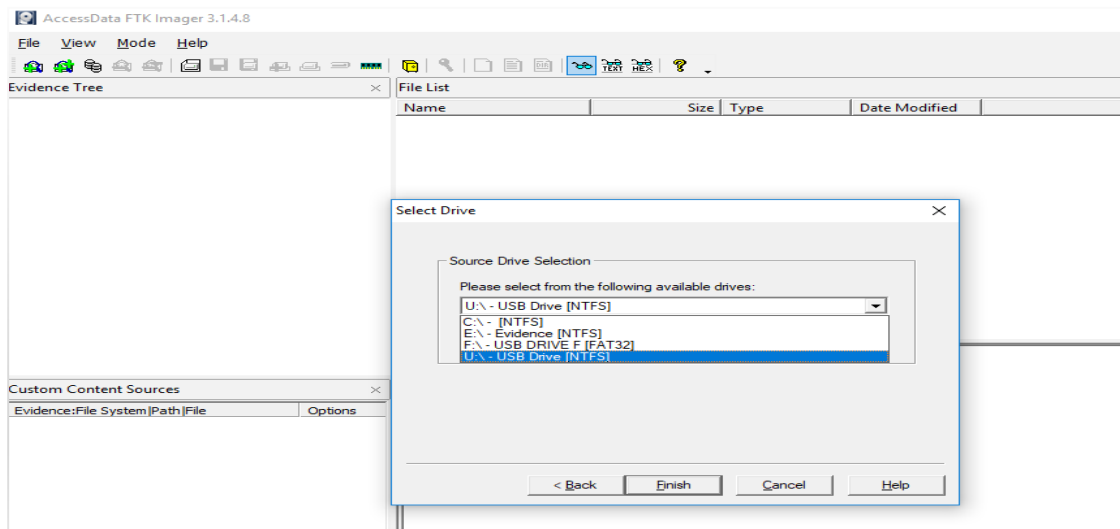 AccessData FTK Imager 3.1.4.8
File View Mode Help
TEXT HEX
Evidence Tree
File List
Name Size Type Date Modified
Select Drive
Source Drive Selection
Please select from the following available drives:
U:\ - USB Drive [NTFS]
C:\ - [NTFS]
E:\ - Evidence [NTFS]
F:\ - USB DRIVE F [FAT32]
U:\ - USB Drive [NTFS]
Custom Content Sources
Evidence:File System|Path|File Options
< Back Finish Cancel Help